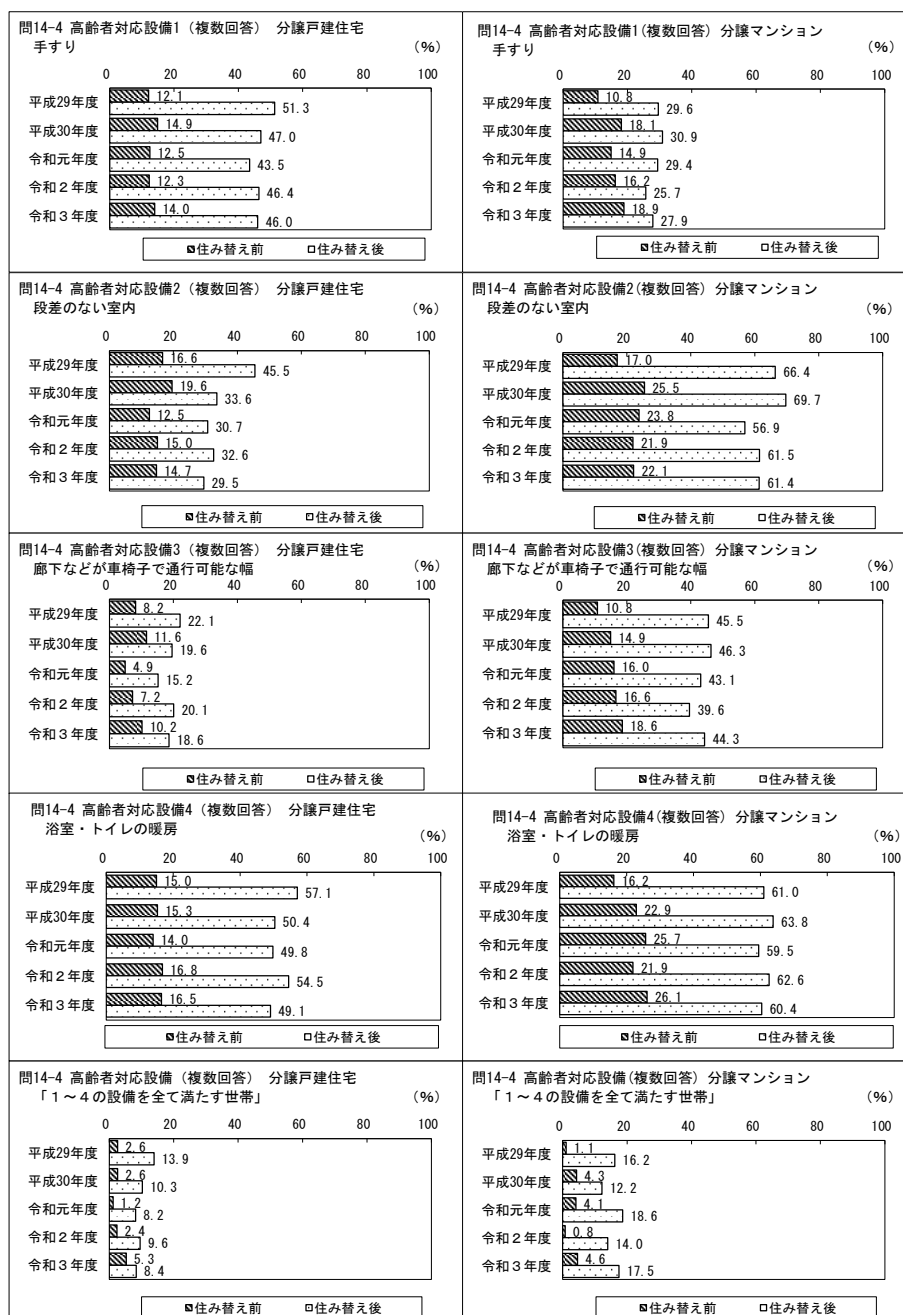 問14-4 高齢者対応設備1（複数回答） 分譲戸建住宅
手すり
(%)
0 20 40 60 80 100
平成29年度 12.1 51.3
平成30年度 14.9 47.0
令和元年度 12.5 43.5
令和２年度 12.3 46.4
令和３年度 14.0 46.0
住み替え前 住み替え後
問14-4 高齢者対応設備1(複数回答) 分譲マンション
手すり
(%)
0 20 40 60 80 100
平成29年度 10.8 29.6
平成30年度 18.1 30.9
令和元年度 14.9 29.4
令和２年度 16.2 25.7
令和３年度 18.9 27.9
住み替え前 住み替え後
問14-4 高齢者対応設備2（複数回答） 分譲戸建住宅
段差のない室内
(%)
0 20 40 60 80 100
平成29年度 16.6 45.5
平成30年度 19.6 33.6
令和元年度 12.5 30.7
令和２年度 15.0 32.6
令和３年度 14.7 29.5
住み替え前 住み替え後
問14-4 高齢者対応設備2(複数回答) 分譲マンション
段差のない室内
(%)
0 20 40 60 80 100
平成29年度 17.0 66.4
平成30年度 25.5 69.7
令和元年度 23.8 56.9
令和２年度 21.9 61.5
令和３年度 22.1 61.4
住み替え前 住み替え後
問14-4 高齢者対応設備3（複数回答） 分譲戸建住宅
廊下などが車椅子で通行可能な幅
(%)
0 20 40 60 80 100
平成29年度 8.2 22.1
平成30年度 11.6 19.6
令和元年度 4.9 15.2
令和２年度 7.2 20.1
令和３年度 10.2 18.6
住み替え前 住み替え後
問14-4 高齢者対応設備3(複数回答) 分譲マンション
廊下などが車椅子で通行可能な幅
(%)
0 20 40 60 80 100
平成29年度 10.8 45.5
平成30年度 14.9 46.3
令和元年度 16.0 43.1
令和２年度 16.6 39.6
令和３年度 18.6 44.3
住み替え前 住み替え後
問14-4 高齢者対応設備4（複数回答） 分譲戸建住宅
浴室・トイレの暖房
(%)
0 20 40 60 80 100
平成29年度 15.0 57.1
平成30年度 15.3 50.4
令和元年度 14.0 49.8
令和２年度 16.8 54.5
令和３年度 16.5 49.1
住み替え前 住み替え後
問14-4 高齢者対応設備4(複数回答) 分譲マンション
浴室・トイレの暖房
(%)
0 20 40 60 80 100
平成29年度 16.2 61.0
平成30年度 22.9 63.8
令和元年度 25.7 59.5
令和２年度 21.9 62.6
令和３年度 26.1 60.4
住み替え前 住み替え後
問14-4 高齢者対応設備（複数回答） 分譲戸建住宅
「１～４の設備を全て満たす世帯」
(%)
0 20 40 60 80 100
平成29年度 2.6 13.9
平成30年度 2.6 10.3
令和元年度 1.2 8.2
令和２年度 2.4 9.6
令和３年度 5.3 8.4
住み替え前 住み替え後
問14-4 高齢者対応設備(複数回答) 分譲マンション
「１～４の設備を全て満たす世帯」
(%)
0 20 40 60 80 100
平成29年度 1.1 16.2
平成30年度 4.3 12.2
令和元年度 4.1 18.6
令和２年度 0.8 14.0
令和３年度 4.6 17.5
住み替え前 住み替え後